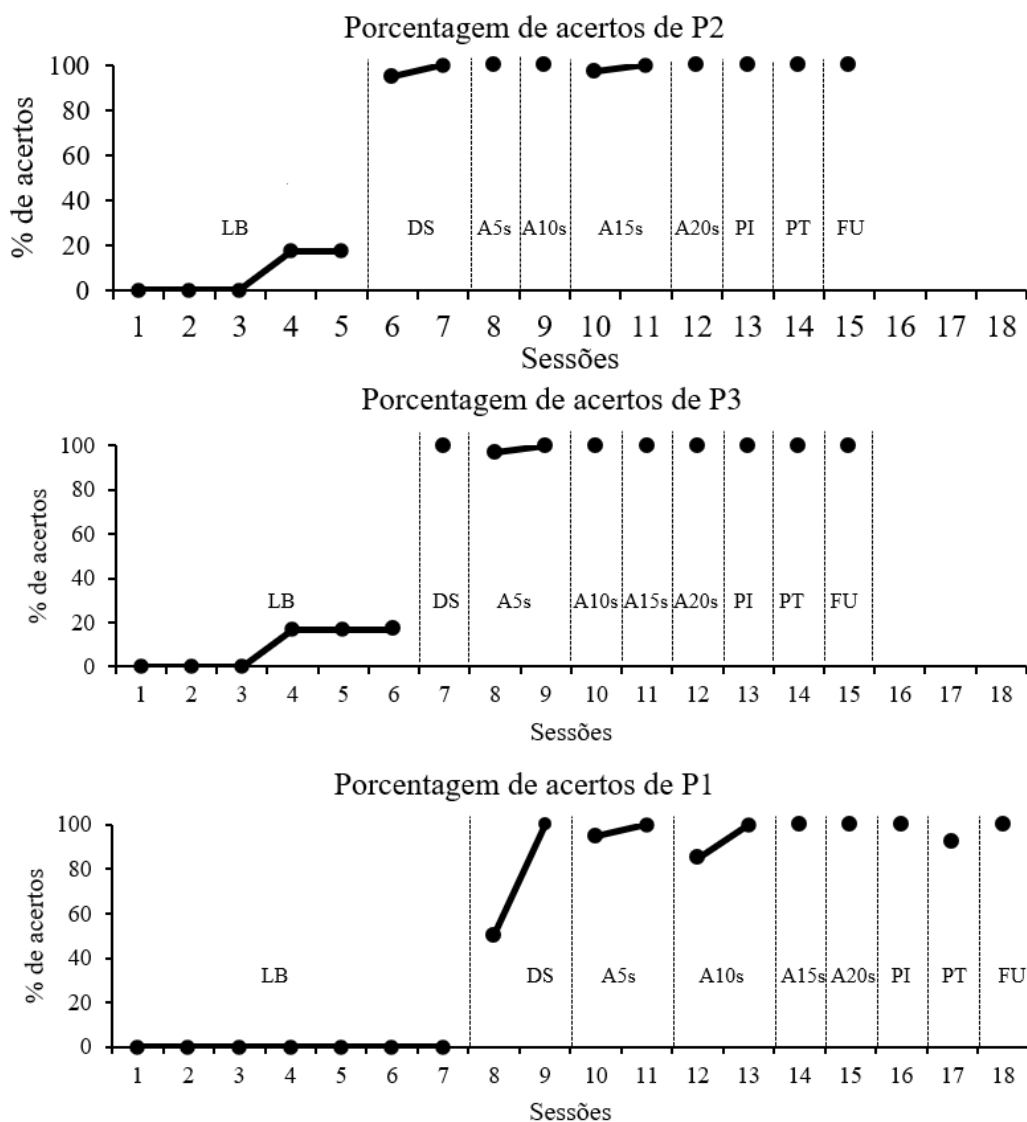 Porcentagem de acertos de P2
% de acertos
100
80
60
40
20
0
LB DS A5s A10s A15s A20s PI PT FU
1 2 3 4 5 6 7 8 9 10 11 12 13 14 15 16 17 18
Sessões
Porcentagem de acertos de P3
% de acertos
100
80
60
40
20
0
LB DS A5s A10s A15s A20s PI PT FU
1 2 3 4 5 6 7 8 9 10 11 12 13 14 15 16 17 18
Sessões
Porcentagem de acertos de P1
% de acertos
100
80
60
40
20
0
LB DS A5s A10s A15s A20s PI PT FU
1 2 3 4 5 6 7 8 9 10 11 12 13 14 15 16 17 18
Sessões